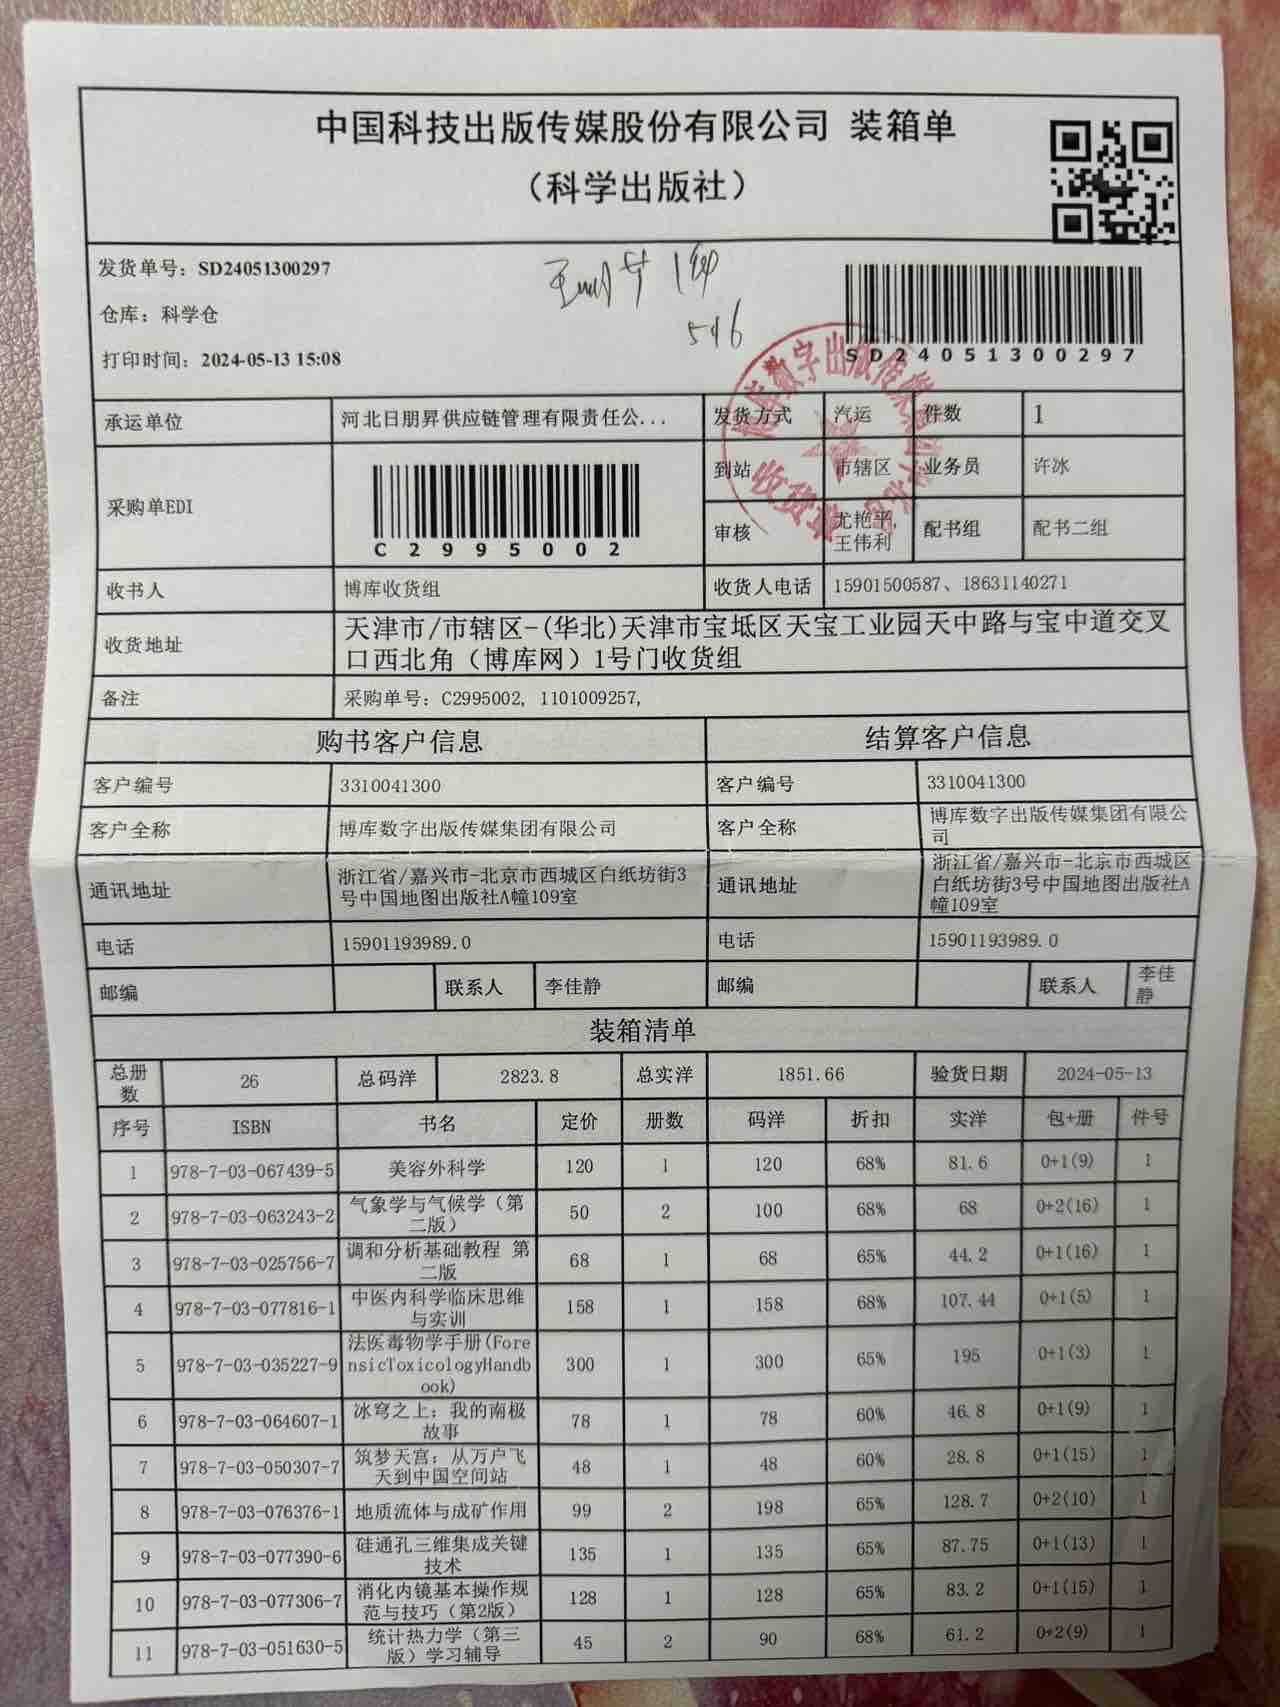 中国科技出版传媒股份有限公司 装箱单
（科学出版社）
发货单号：SD24051300297
仓库：科学仓
打印时间：2024-05-13 15:08
546
SD24051300297
博库数字出版传媒集团
收货章
承运单位 河北日朋昇供应链管理有限责任公... 发货方式 汽运 件数 1
采购单EDI C2995002 到站 市辖区 业务员 许冰
审核 尤艳平, 王伟利 配书组 配书二组
收书人 博库收货组 收货人电话 15901500587、18631140271
收货地址 天津市/市辖区-(华北)天津市宝坻区天宝工业园天中路与宝中道交叉
口西北角（博库网）1号门收货组
备注 采购单号：C2995002, 1101009257,
购书客户信息 结算客户信息
客户编号 3310041300 客户编号 3310041300
客户全称 博库数字出版传媒集团有限公司 客户全称 博库数字出版传媒集团有限公
司
通讯地址 浙江省/嘉兴市-北京市西城区白纸坊街3
号中国地图出版社A幢109室 通讯地址 浙江省/嘉兴市-北京市西城区
白纸坊街3号中国地图出版社A
幢109室
电话 15901193989.0 电话 15901193989.0
邮编 联系人 李佳静 邮编 联系人 李佳
静
装箱清单
总册
数 26 总码洋 2823.8 总实洋 1851.66 验货日期 2024-05-13
序号 ISBN 书名 定价 册数 码洋 折扣 实洋 包+册 件号
1 978-7-03-067439-5 美容外科学 120 1 120 68% 81.6 0+1(9) 1
2 978-7-03-063243-2 气象学与气候学（第
二版） 50 2 100 68% 68 0+2(16) 1
3 978-7-03-025756-7 调和分析基础教程 第
二版 68 1 68 65% 44.2 0+1(16) 1
4 978-7-03-077816-1 中医内科学临床思维
与实训 158 1 158 68% 107.44 0+1(5) 1
5 978-7-03-035227-9 法医毒物学手册(Fore
nsicToxicologyHandb
ook) 300 1 300 65% 195 0+1(3) 1
6 978-7-03-064607-1 冰穹之上：我的南极
故事 78 1 78 60% 46.8 0+1(9) 1
7 978-7-03-050307-7 筑梦天宫：从万户飞
天到中国空间站 48 1 48 60% 28.8 0+1(15) 1
8 978-7-03-076376-1 地质流体与成矿作用 99 2 198 65% 128.7 0+2(10) 1
9 978-7-03-077390-6 硅通孔三维集成关键
技术 135 1 135 65% 87.75 0+1(13) 1
10 978-7-03-077306-7 消化内镜基本操作规
范与技巧（第2版） 128 1 128 65% 83.2 0+1(15) 1
11 978-7-03-051630-5 统计热力学（第三
版）学习辅导 45 2 90 68% 61.2 0+2(9) 1